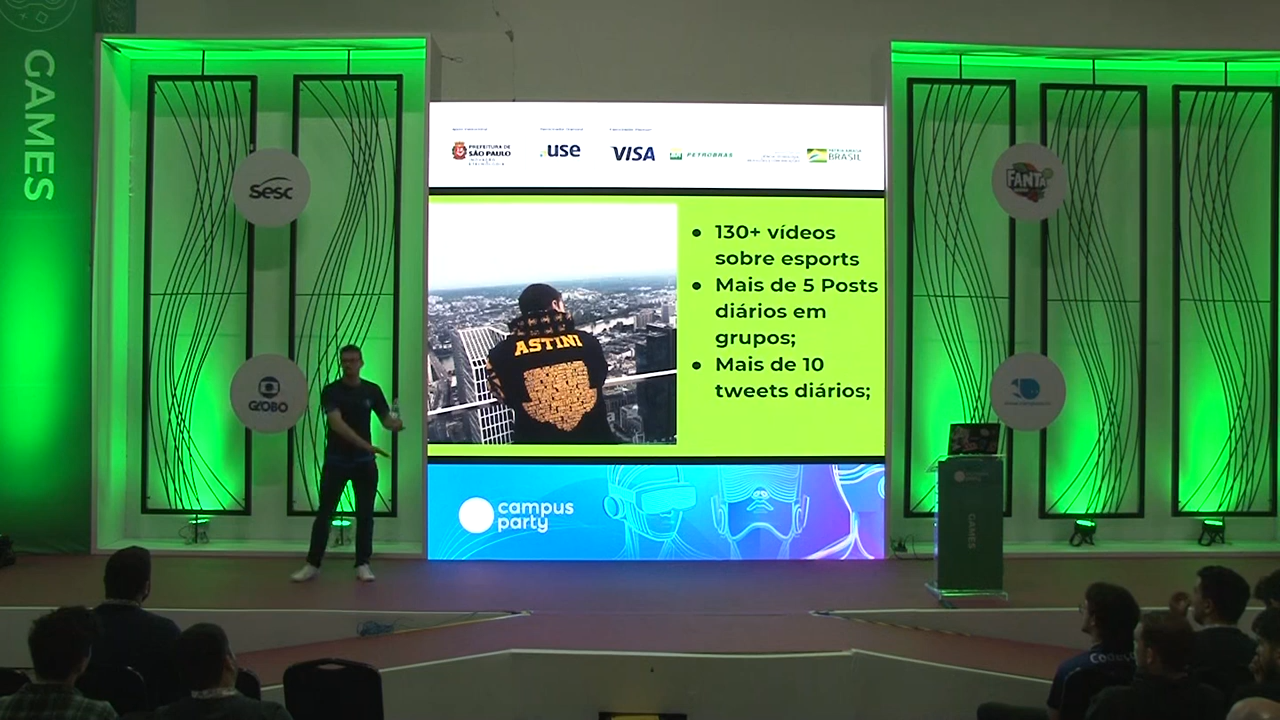 GAMES
Sesc
GLOBO
PREFEITURA DE
SÃO PAULO
.use
VISA
PETROBRAS
BRASIL
ASTINI
130+ vídeos
sobre esports
Mais de 5 Posts
diários em
grupos;
Mais de 10
tweets diários;
campus
party
FANTA
GAMES